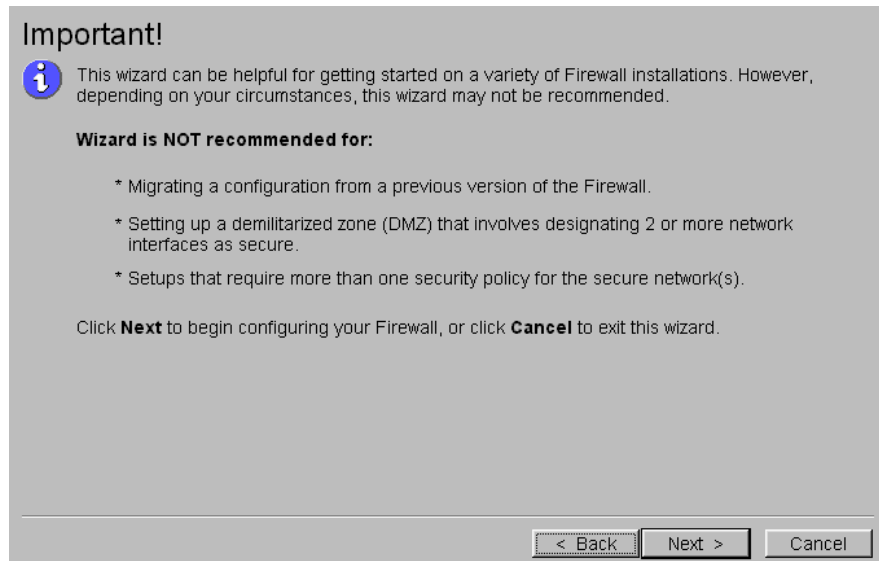 Important!
This wizard can be helpful for getting started on a variety of Firewall installations. However,
depending on your circumstances, this wizard may not be recommended.
Wizard is NOT recommended for:
* Migrating a configuration from a previous version of the Firewall.
* Setting up a demilitarized zone (DMZ) that involves designating 2 or more network
interfaces as secure.
* Setups that require more than one security policy for the secure network(s).
Click Next to begin configuring your Firewall, or click Cancel to exit this wizard.
< Back Next > Cancel